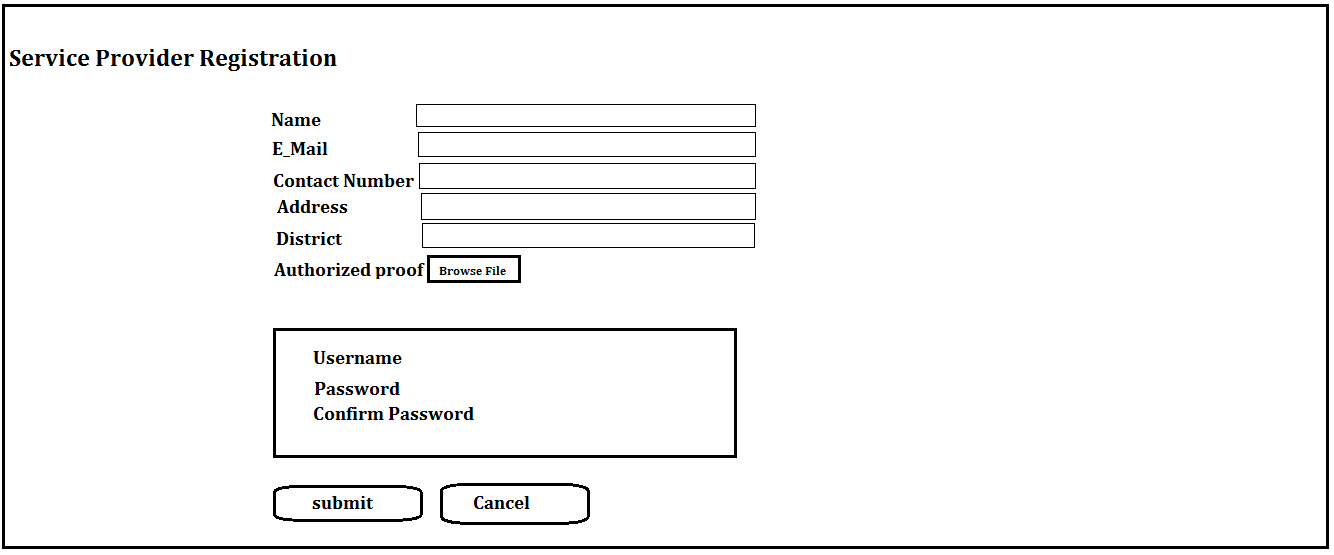 Service Provider Registration
Name
E_Mail
Contact Number
Address
District
Authorized proof Browse File
Username
Password
Confirm Password
submit Cancel